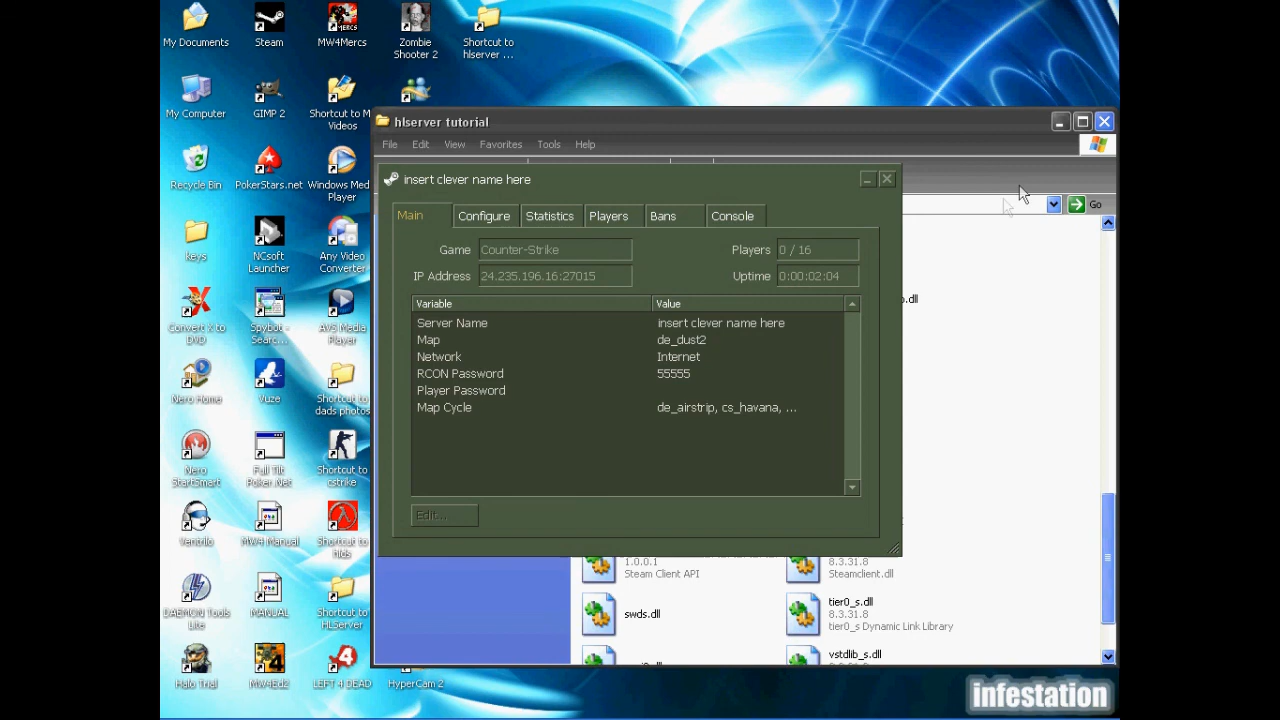 My Documents
Steam
MW4Mercs
Zombie
Shooter 2
Shortcut to
hlserver ...
My Computer
GIMP 2
Shortcut to M
Videos
hlserver tutorial
File Edit View Favorites Tools Help
Recycle Bin
PokerStars.net
Windows Med
Player
insert clever name here
Go
Main Configure Statistics Players Bans Console
keys
NCsoft
Launcher
Any Video
Converter
Game Counter-Strike Players 0 / 16
IP Address 24.235.196.16:27015 Uptime 0:00:02:04
Variable Value
Server Name insert clever name here
Map de_dust2
Network Internet
RCON Password 55555
Player Password
Map Cycle de_airstrip, cs_havana, ...
Edit...
Convert X to
DVD
Spybot -
Searc...
AVS Media
Player
Nero Home
Vuze
Shortcut to
dads photos
Nero
StartSmart
Full Tilt
Poker.Net
Shortcut to
cstrike
Ventrilo
MW4 Manual
Shortcut to
hlds
DAEMON Tools
Lite
MANUAL
Shortcut to
HLServer
Halo Trial
MW4Ed2
LEFT 4 DEAD
HyperCam 2
1.0.0.1
Steam Client API
8.3.31.8
Steamclient.dll
swds.dll
tier0_s.dll
8.3.31.8
tier0_s Dynamic Link Library
vstdlib_s.dll
infestation